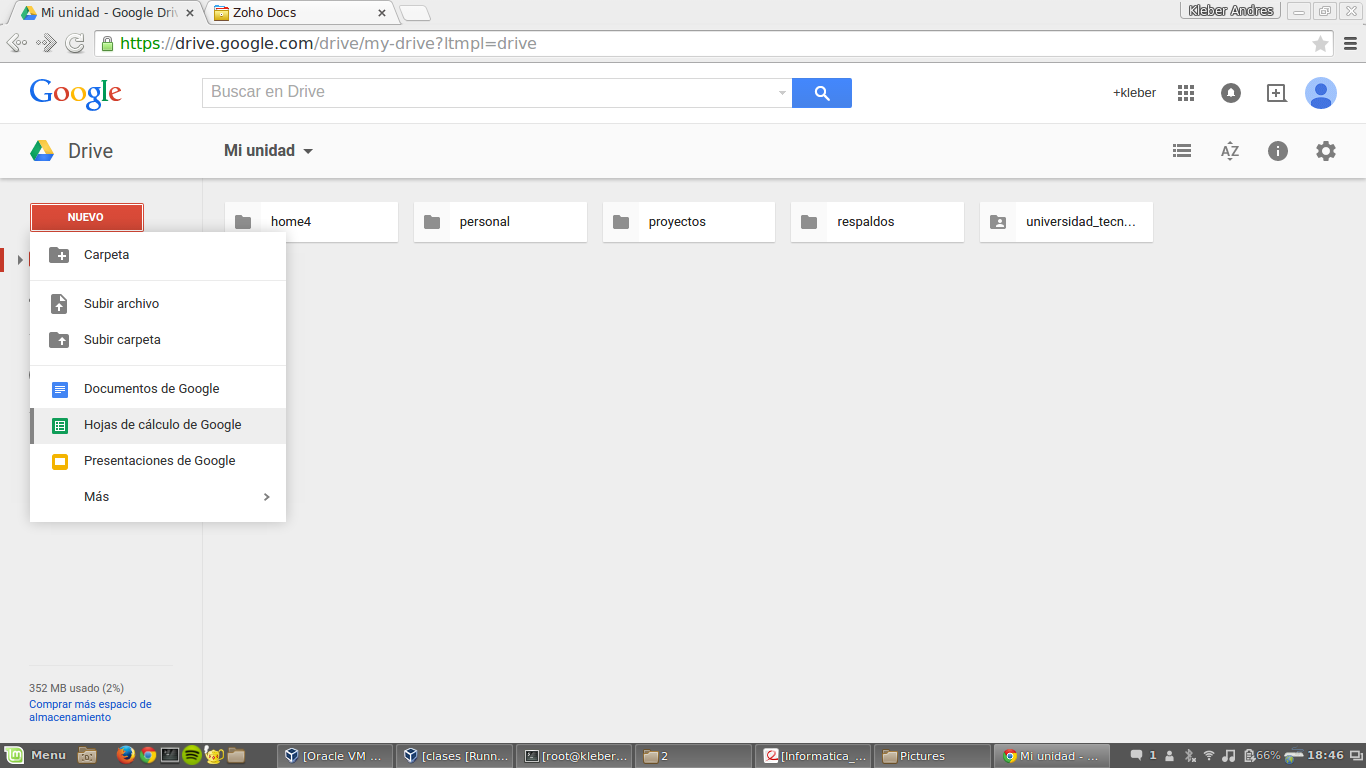 Mi unidad - Google Driv
Zoho Docs
Kleber Andres
https://drive.google.com/drive/my-drive?ltmpl=drive
Google
Buscar en Drive
+kleber
Drive
Mi unidad
AZ
NUEVO
home4
personal
proyectos
respaldos
universidad_tecn...
Carpeta
Subir archivo
Subir carpeta
Documentos de Google
Hojas de cálculo de Google
Presentaciones de Google
Más
352 MB usado (2%)
Comprar más espacio de
almacenamiento
Menu
[Oracle VM ...
[clases [Runn...
[root@kleber...
2
[Informatica_...
Pictures
Mi unidad - ...
1
66%
18:46